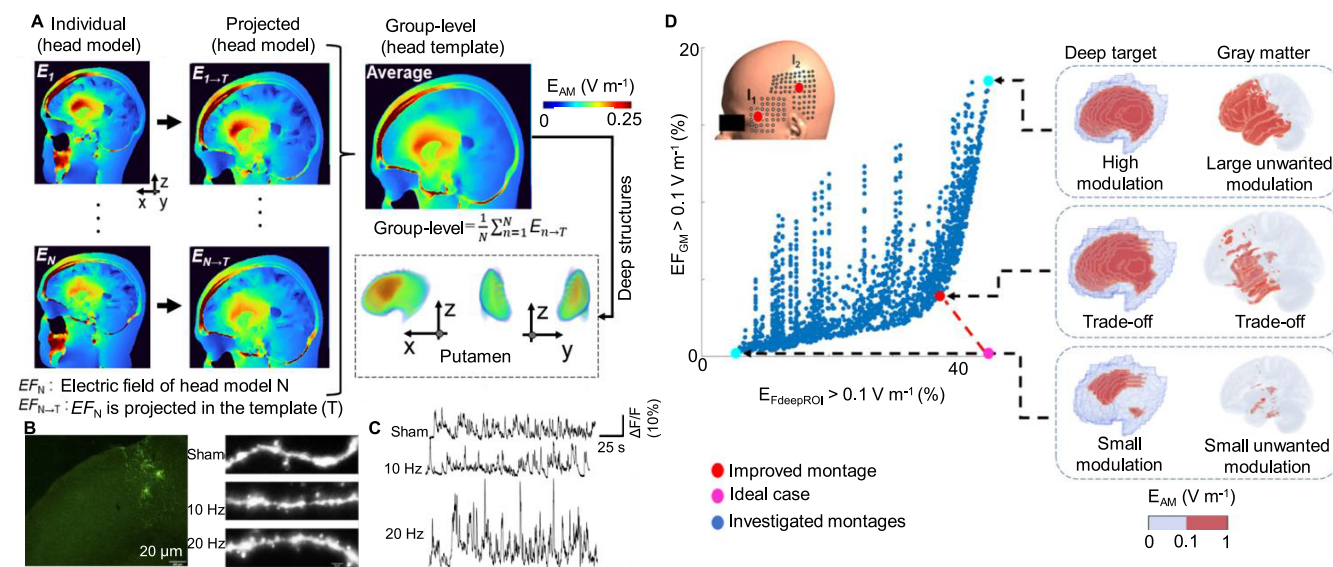 A
Individual
(head model)
Projected
(head model)
Group-level
(head template)
E1
E1→T
Average
EAM (V m-1)
0
0.25
z
x
y
EN
EN→T
Group-level=1/N ∑N n=1 En→T
Deep structures
z
x
z
y
Putamen
EFN : Electric field of head model N
EFN→T : EFN is projected in the template (T)
B
20 µm
Sham
10 Hz
20 Hz
C
Sham
10 Hz
20 Hz
ΔF/F
(10%)
25 s
D
20
EFGM > 0.1 V m-1 (%)
0
40
EFdeepROI > 0.1 V m-1 (%)
I1
I2
Improved montage
Ideal case
Investigated montages
Deep target
Gray matter
High
modulation
Large unwanted
modulation
Trade-off
Trade-off
Small
modulation
Small unwanted
modulation
EAM (V m-1)
0
0.1
1